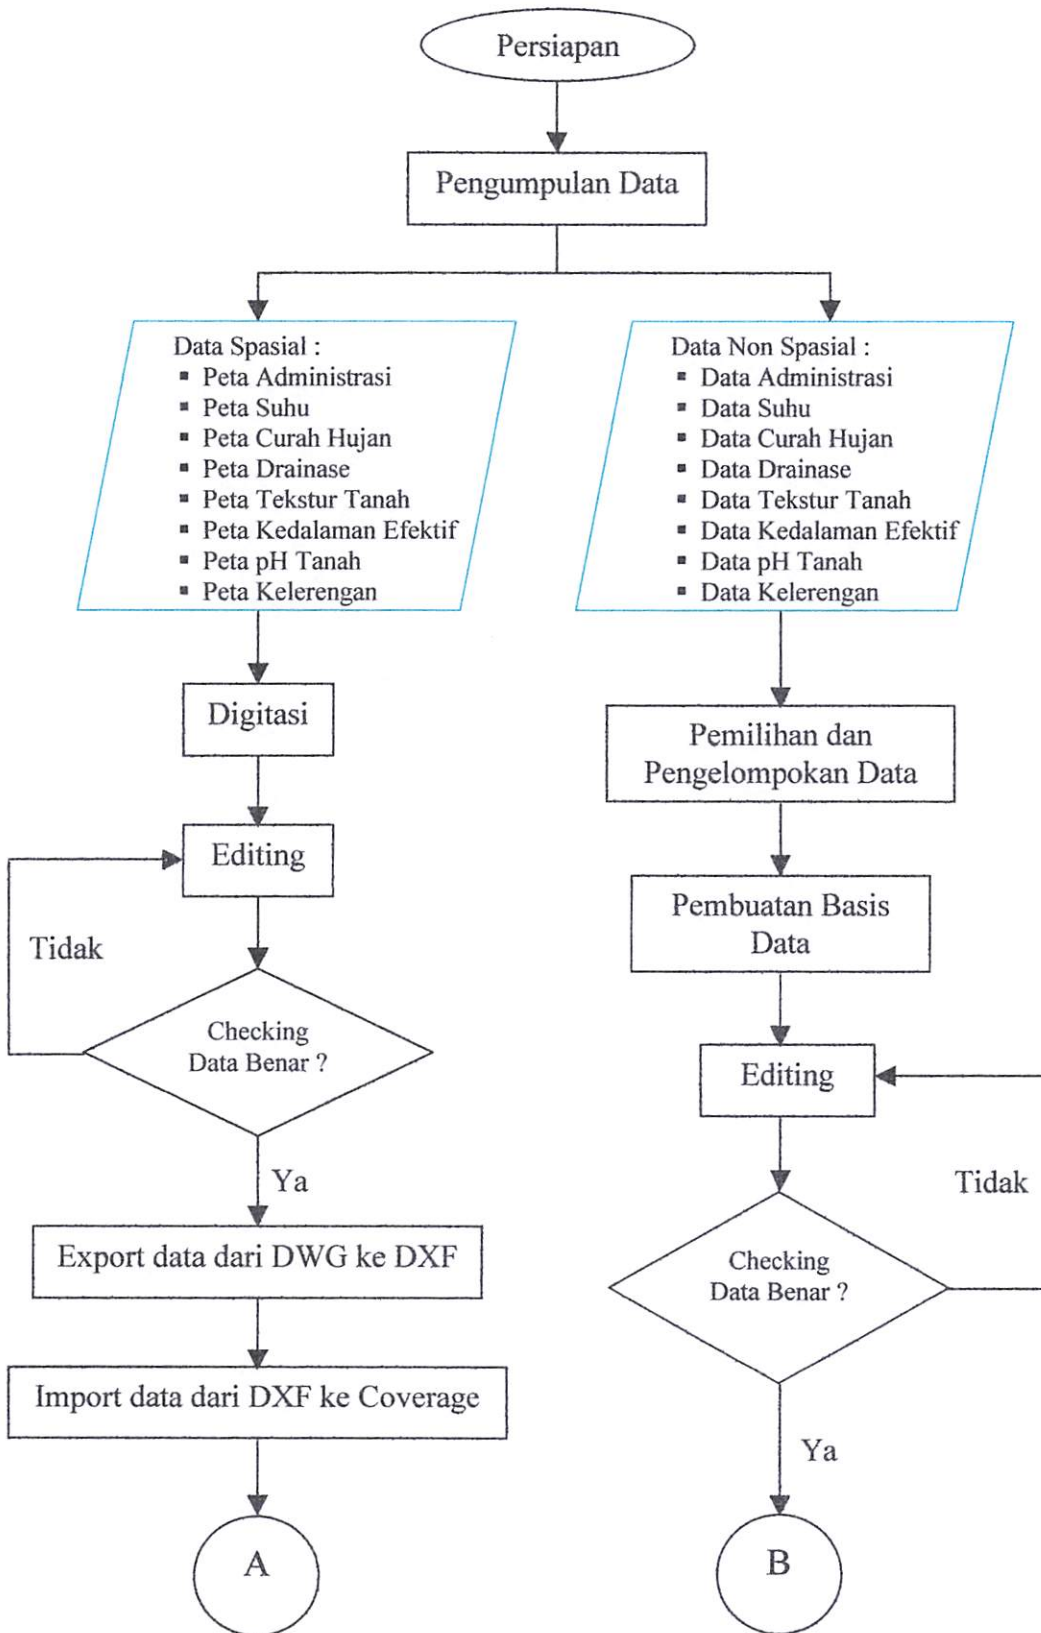 Persiapan
Pengumpulan Data
Data Spasial :
▪ Peta Administrasi
▪ Peta Suhu
▪ Peta Curah Hujan
▪ Peta Drainase
▪ Peta Tekstur Tanah
▪ Peta Kedalaman Efektif
▪ Peta pH Tanah
▪ Peta Kelerengan
Data Non Spasial :
▪ Data Administrasi
▪ Data Suhu
▪ Data Curah Hujan
▪ Data Drainase
▪ Data Tekstur Tanah
▪ Data Kedalaman Efektif
▪ Data pH Tanah
▪ Data Kelerengan
Digitasi
Editing
Tidak
Checking
Data Benar ?
Ya
Export data dari DWG ke DXF
Import data dari DXF ke Coverage
A
Pemilihan dan
Pengelompokan Data
Pembuatan Basis
Data
Editing
Tidak
Checking
Data Benar ?
Ya
B